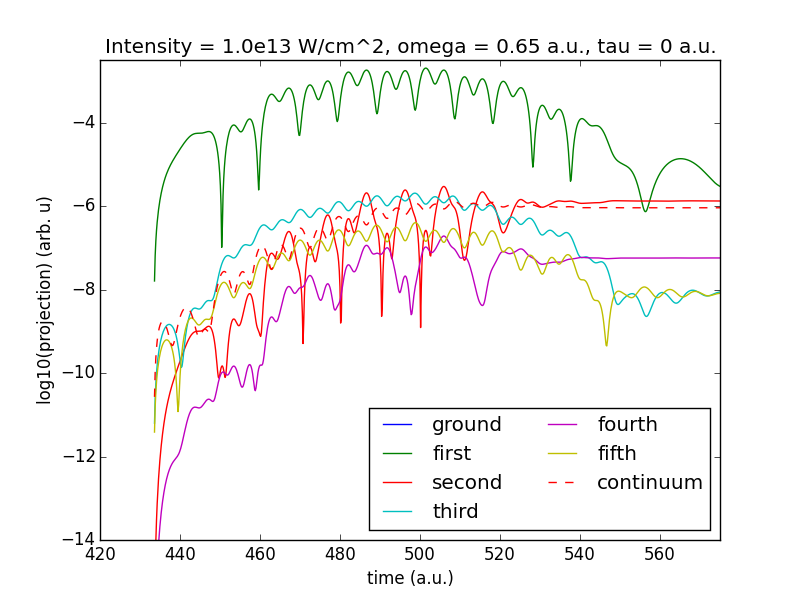 Intensity = 1.0e13 W/cm^2, omega = 0.65 a.u., tau = 0 a.u.
log10(projection) (arb. u)
−4
−6
−8
−10
−12
−14
ground
first
second
third
fourth
fifth
continuum
420
440
460
480
500
520
540
560
time (a.u.)